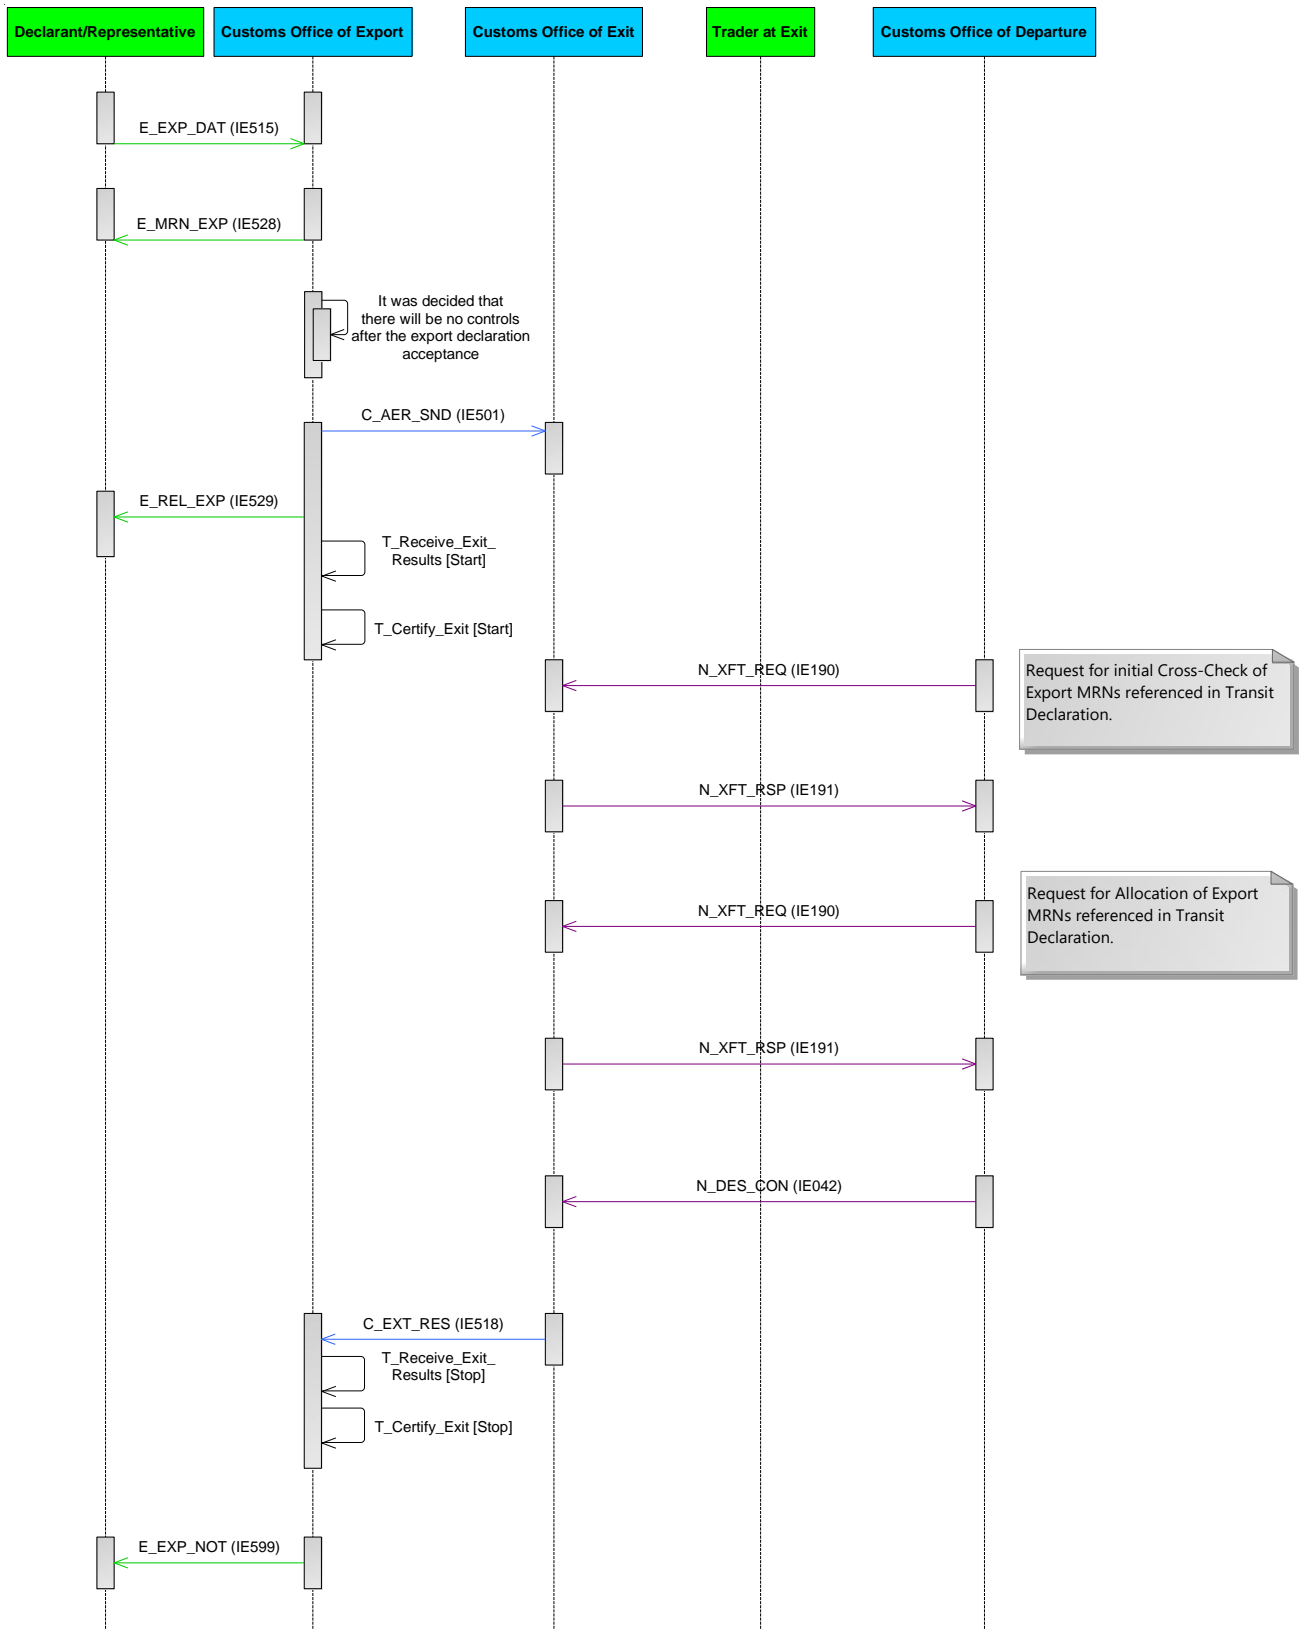 Declarant/Representative
Customs Office of Export
Customs Office of Exit
Trader at Exit
Customs Office of Departure
E_EXP_DAT (IE515)
E_MRN_EXP (IE528)
It was decided that
there will be no controls
after the export declaration
acceptance
C_AER_SND (IE501)
E_REL_EXP (IE529)
T_Receive_Exit_
Results [Start]
T_Certify_Exit [Start]
N_XFT_REQ (IE190)
Request for initial Cross-Check of
Export MRNs referenced in Transit
Declaration.
N_XFT_RSP (IE191)
N_XFT_REQ (IE190)
Request for Allocation of Export
MRNs referenced in Transit
Declaration.
N_XFT_RSP (IE191)
N_DES_CON (IE042)
C_EXT_RES (IE518)
T_Receive_Exit_
Results [Stop]
T_Certify_Exit [Stop]
E_EXP_NOT (IE599)